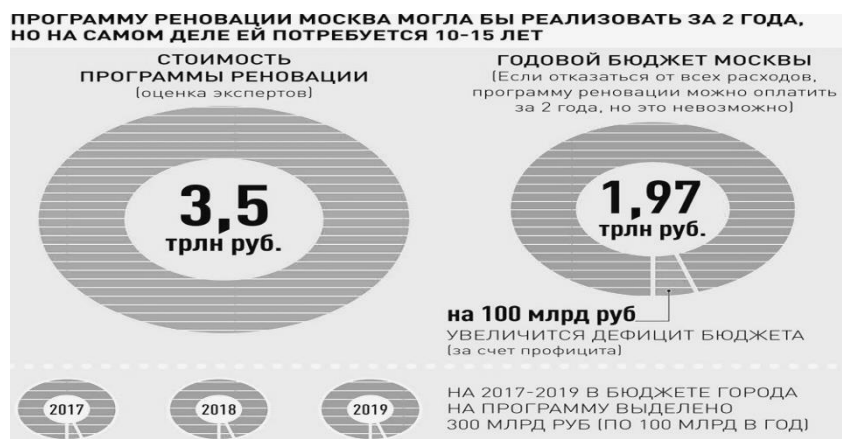 ПРОГРАММУ РЕНОВАЦИИ МОСКВА МОГЛА БЫ РЕАЛИЗОВАТЬ ЗА 2 ГОДА,
НО НА САМОМ ДЕЛЕ ЕЙ ПОТРЕБУЕТСЯ 10-15 ЛЕТ
СТОИМОСТЬ
ПРОГРАММЫ РЕНОВАЦИИ
(оценка экспертов)
3,5
трлн руб.
ГОДОВОЙ БЮДЖЕТ МОСКВЫ
(Если отказаться от всех расходов,
программу реновации можно оплатить
за 2 года, но это невозможно)
1,97
трлн руб.
на 100 млрд руб
УВЕЛИЧИТСЯ ДЕФИЦИТ БЮДЖЕТА
(за счет профицита)
2017
2018
2019
НА 2017-2019 В БЮДЖЕТЕ ГОРОДА
НА ПРОГРАММУ ВЫДЕЛЕНО
300 МЛРД РУБ (ПО 100 МЛРД В ГОД)